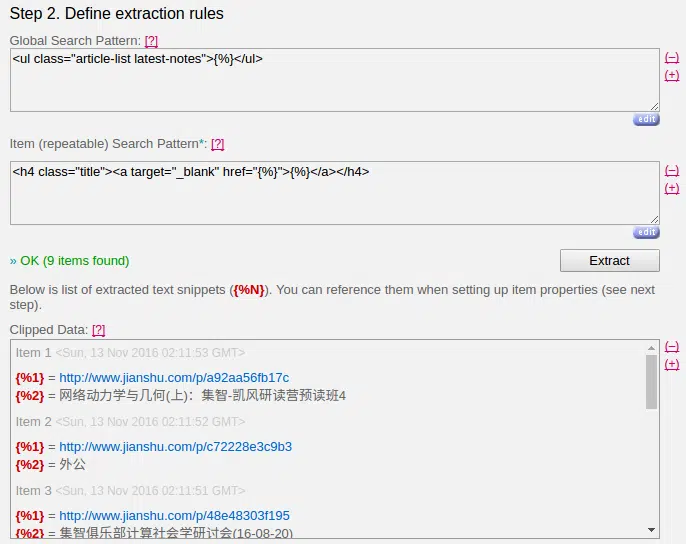 Step 2. Define extraction rules
Global Search Pattern: [?]
<ul class="article-list latest-notes">{%}</ul>
(–)
(+)
edit
Item (repeatable) Search Pattern*: [?]
<h4 class="title"><a target="_blank" href="{%}">{%}</a></h4>
(–)
(+)
edit
» OK (9 items found)
Extract
Below is list of extracted text snippets ({%N}). You can reference them when setting up item properties (see next
step).
Clipped Data: [?]
(–)
(+)
Item 1 <Sun, 13 Nov 2016 02:11:53 GMT>
{%1} = http://www.jianshu.com/p/a92aa56fb17c
{%2} = 网络动力学与几何(上)：集智-凯风研读营预读班4
Item 2 <Sun, 13 Nov 2016 02:11:52 GMT>
{%1} = http://www.jianshu.com/p/c72228e3c9b3
{%2} = 外公
Item 3 <Sun, 13 Nov 2016 02:11:51 GMT>
{%1} = http://www.jianshu.com/p/48e48303f195
{%2} = 集智俱乐部计算社会学研讨会(16-08-20)